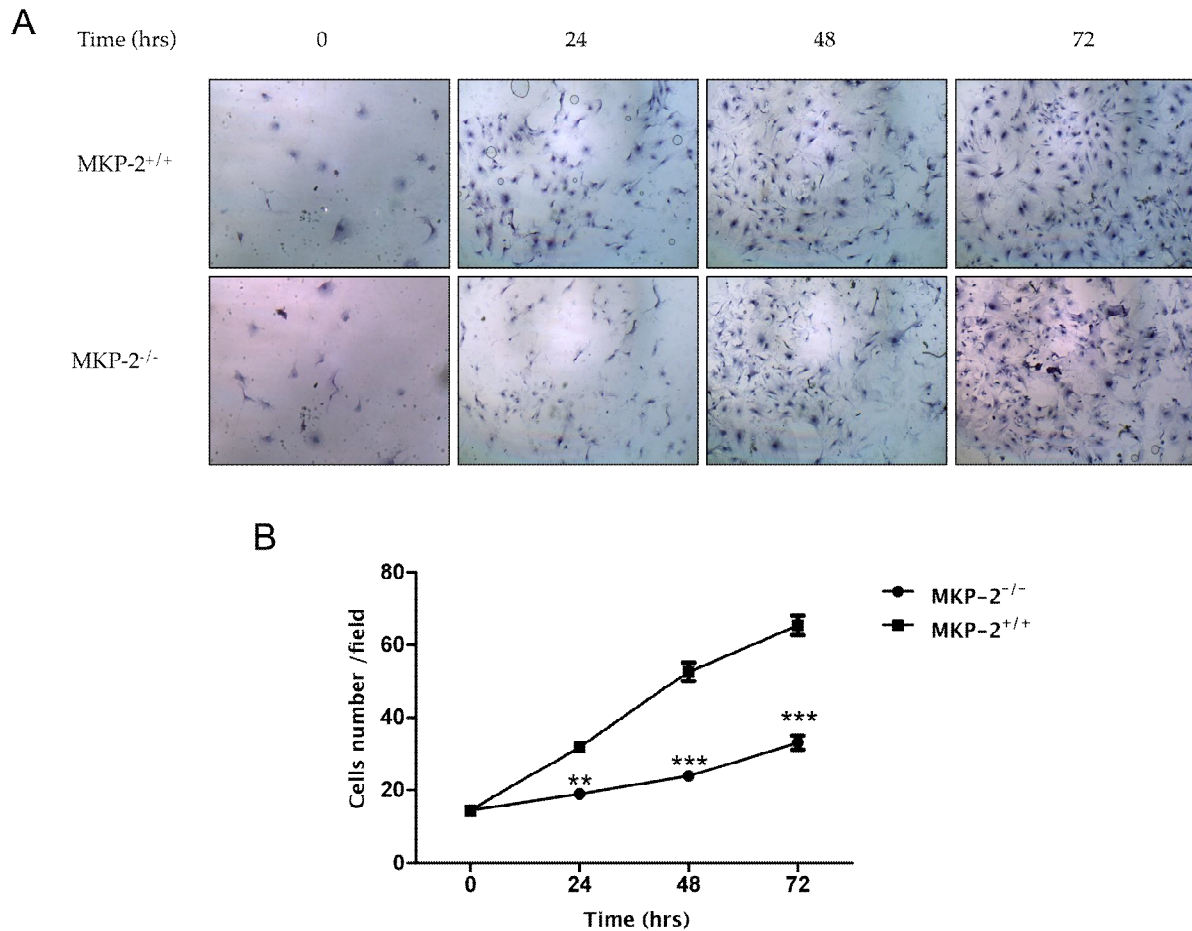 A
Time (hrs) 0 24 48 72
MKP-2+/+
MKP-2-/-
B
80
60
40
20
0
Cells number /field
**
***
***
0 24 48 72
Time (hrs)
MKP-2-/-
MKP-2+/+